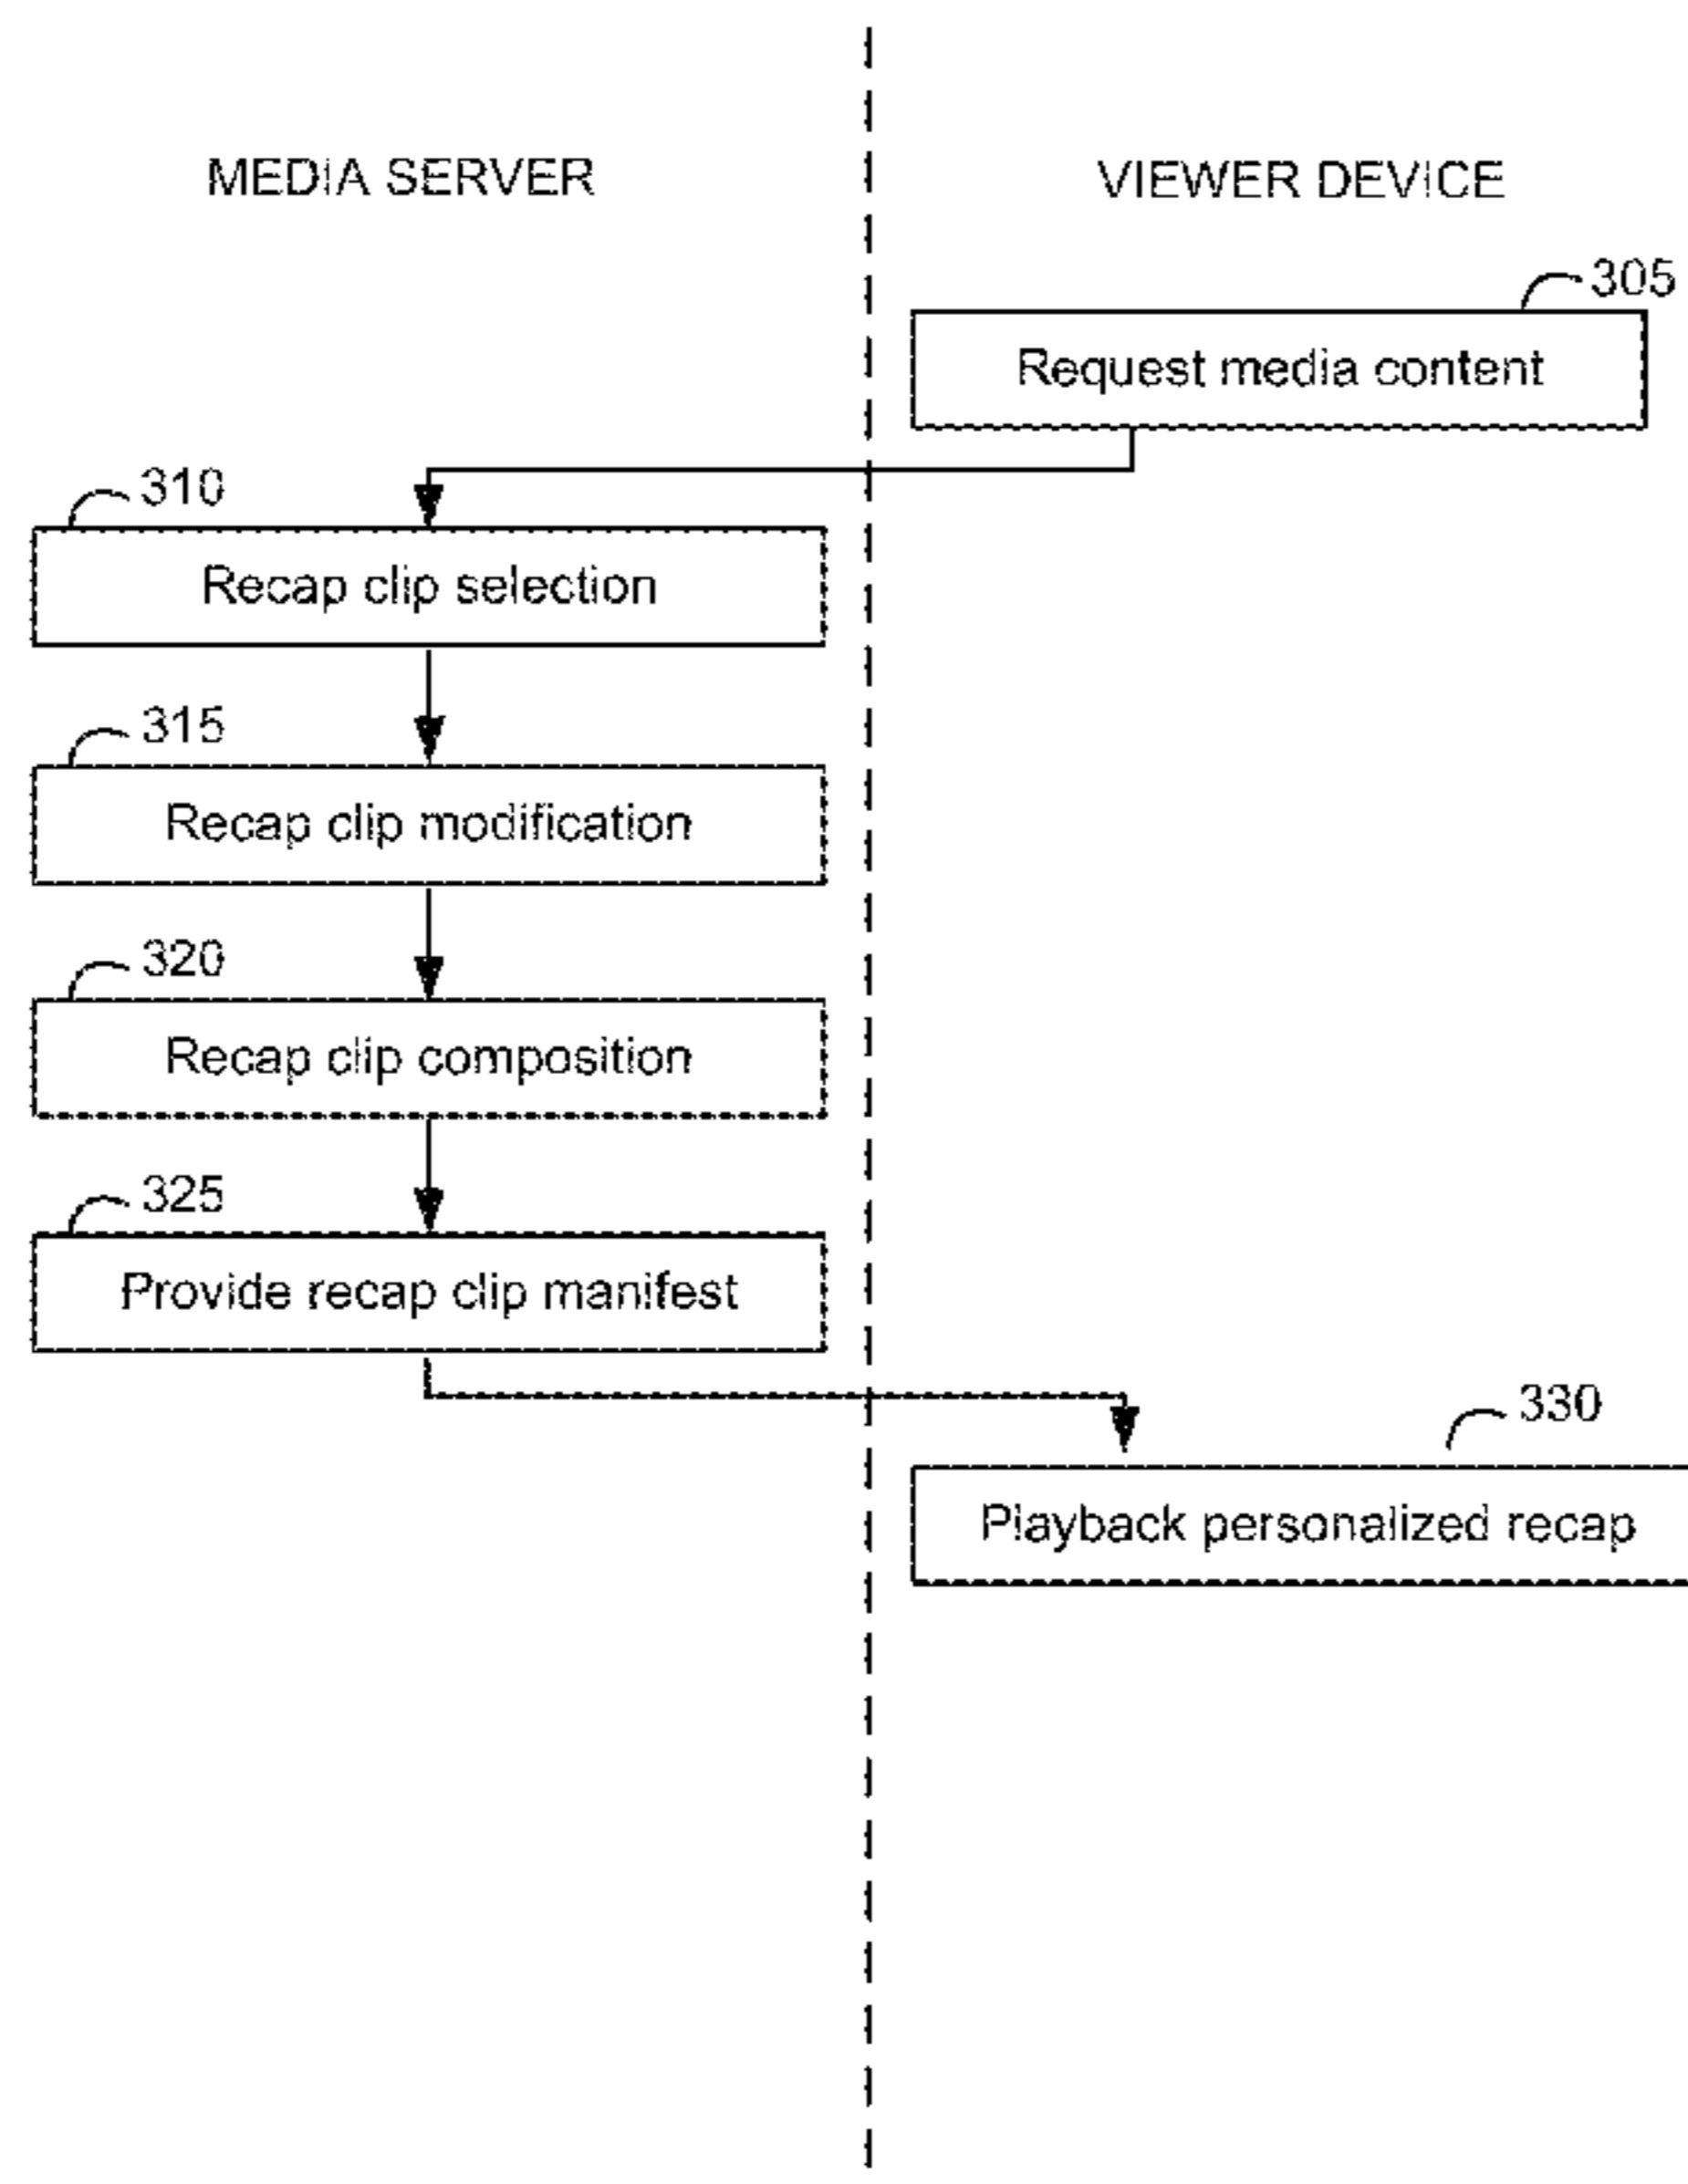 MEDIA SERVER
VIEWER DEVICE
305
Request media content
310
Recap clip selection
315
Recap clip modification
320
Recap clip composition
325
Provide recap clip manifest
330
Playback personalized recap